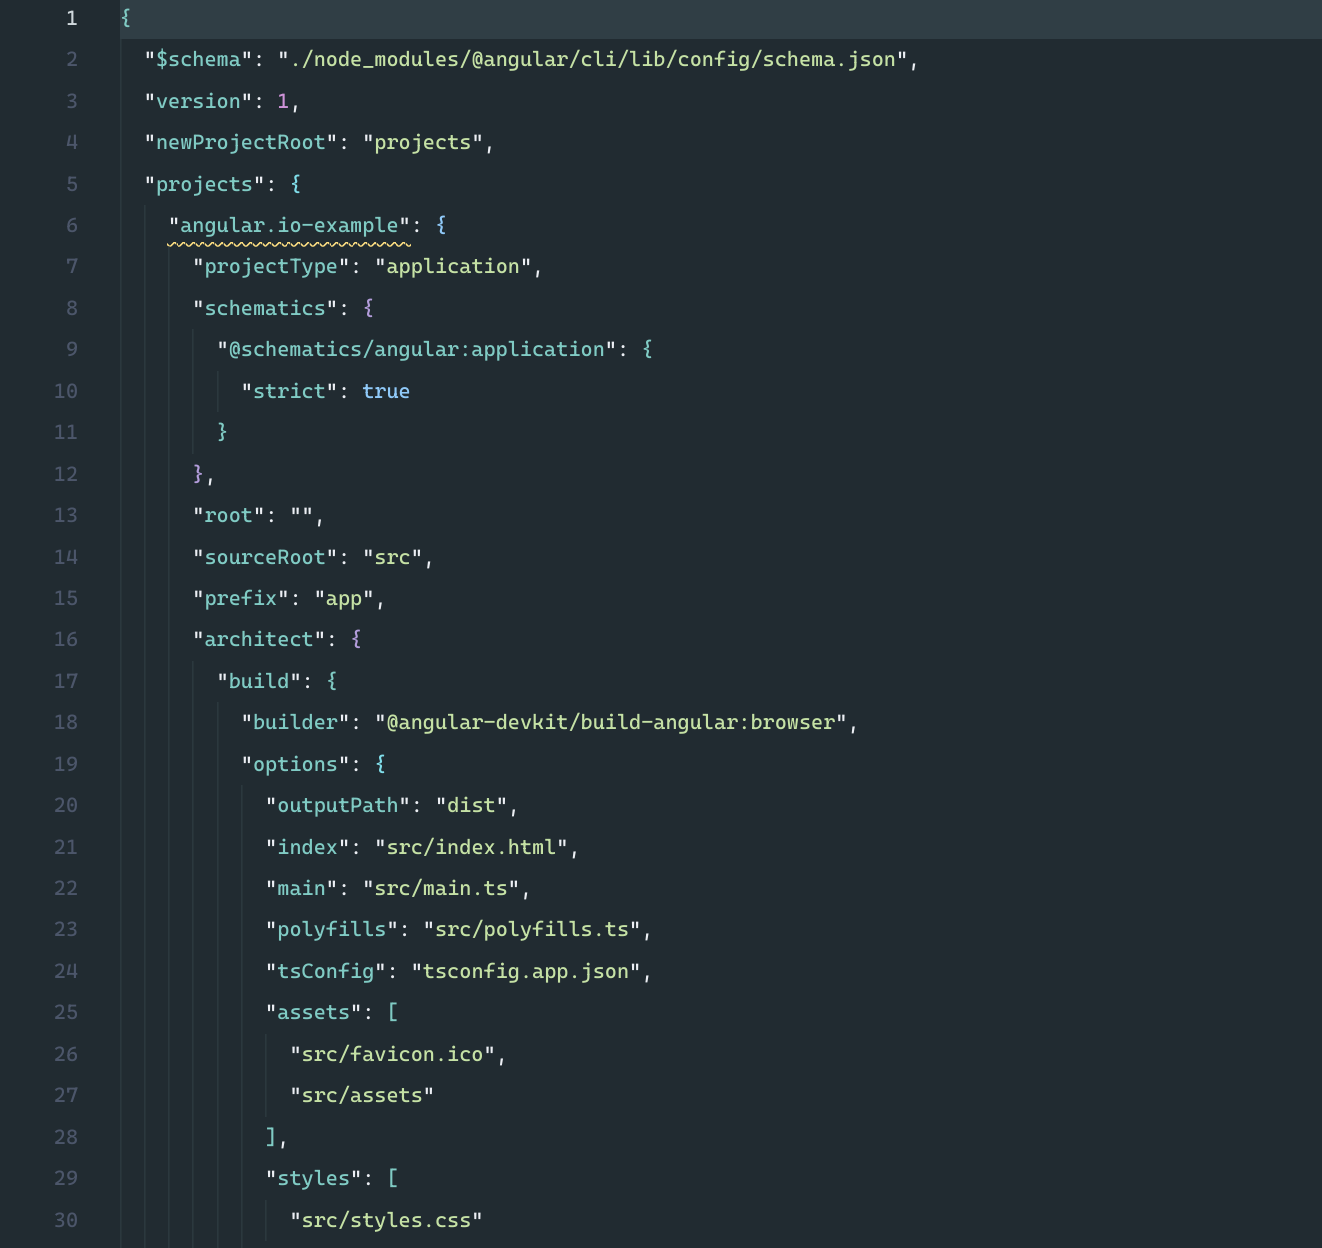 1 {
2   "$schema": "./node_modules/@angular/cli/lib/config/schema.json",
3   "version": 1,
4   "newProjectRoot": "projects",
5   "projects": {
6     "angular.io-example": {
7       "projectType": "application",
8       "schematics": {
9         "@schematics/angular:application": {
10           "strict": true
11         }
12       },
13       "root": "",
14       "sourceRoot": "src",
15       "prefix": "app",
16       "architect": {
17         "build": {
18           "builder": "@angular-devkit/build-angular:browser",
19           "options": {
20             "outputPath": "dist",
21             "index": "src/index.html",
22             "main": "src/main.ts",
23             "polyfills": "src/polyfills.ts",
24             "tsConfig": "tsconfig.app.json",
25             "assets": [
26               "src/favicon.ico",
27               "src/assets"
28             ],
29             "styles": [
30               "src/styles.css"